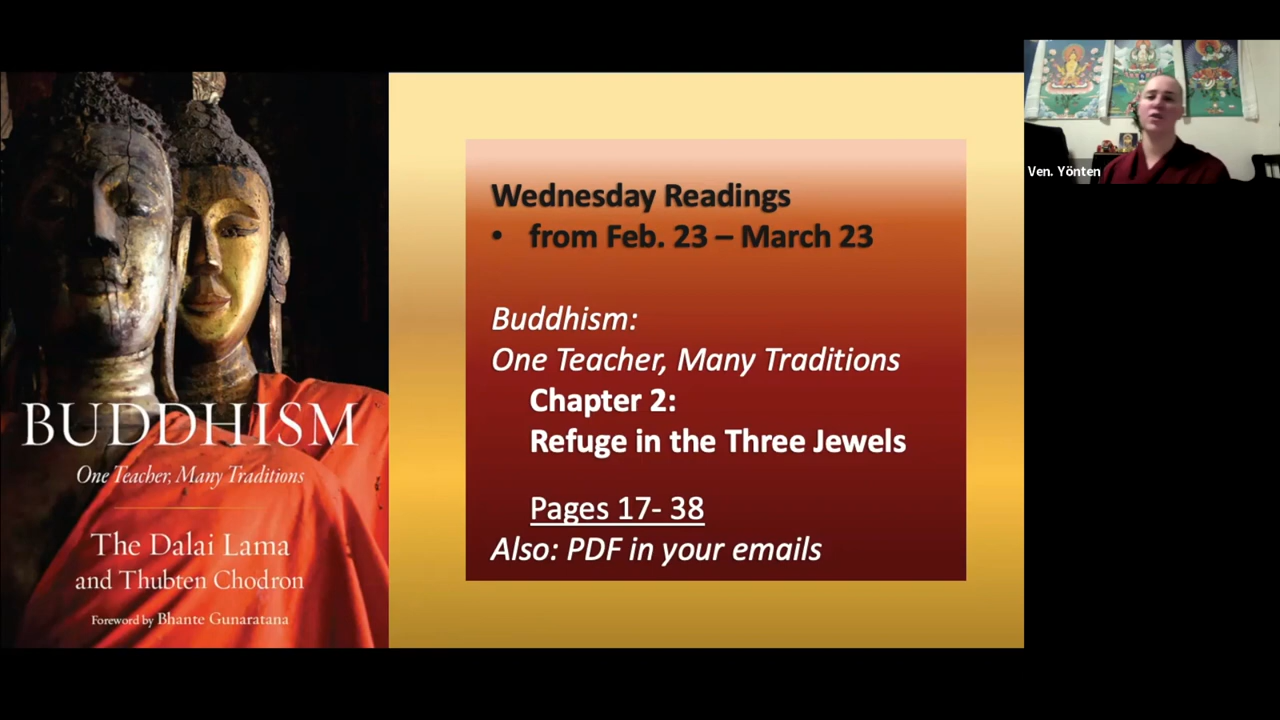 BUDDHISM
One Teacher, Many Traditions
The Dalai Lama
and Thubten Chodron
Foreword by Bhante Gunaratana
Wednesday Readings
• from Feb. 23 – March 23
Buddhism:
One Teacher, Many Traditions
Chapter 2:
Refuge in the Three Jewels
Pages 17- 38
Also: PDF in your emails
Ven. Yönten